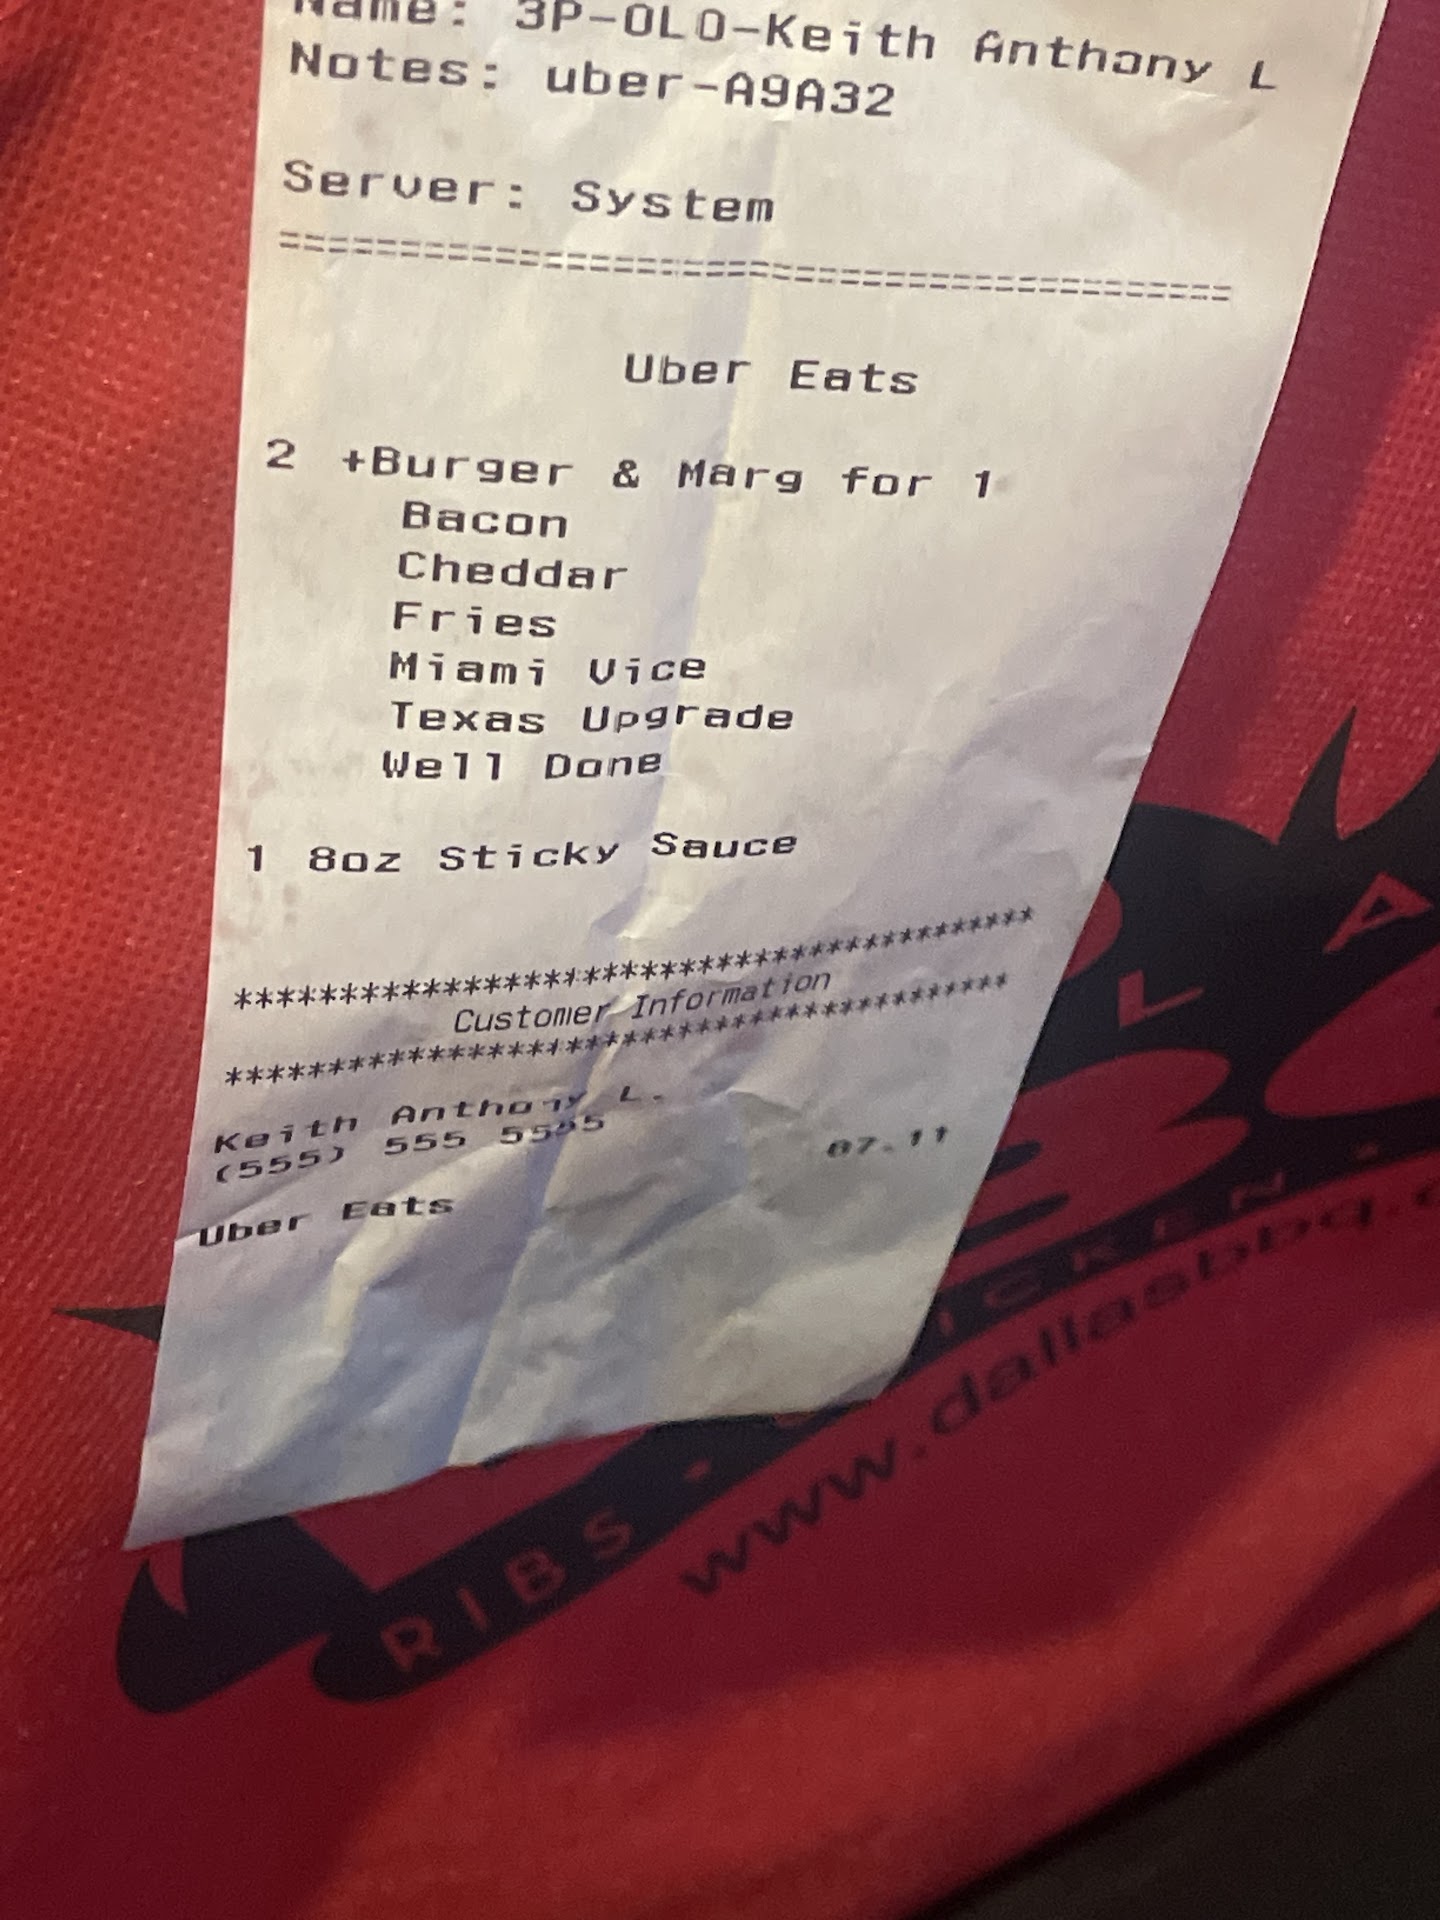 Name: 3P-OLO-Keith Anthony L
Notes: uber-A9A32
Server: System
======================================
Uber Eats
2 +Burger & Marg for 1
Bacon
Cheddar
Fries
Miami Vice
Texas Upgrade
Well Done
1 8oz Sticky Sauce
***************************************
Customer Information
***************************************
Keith Anthony L.
(555) 555 5555
07.11
Uber Eats
RIBS
www.dallasbbq.